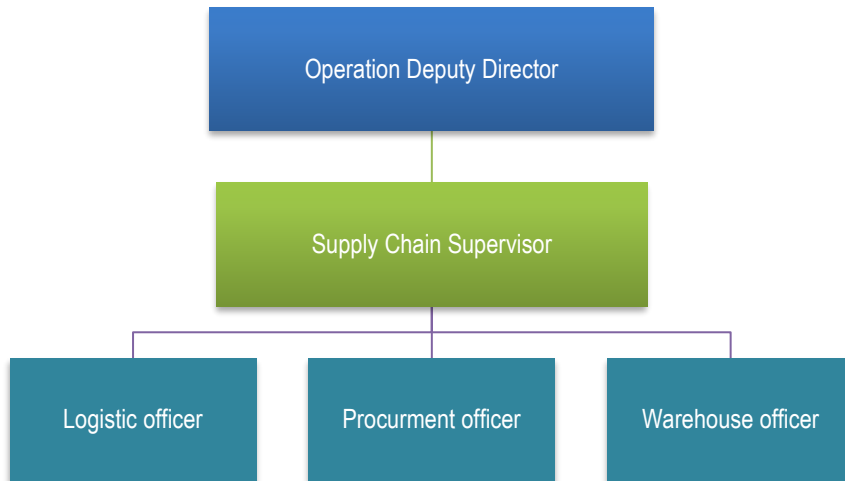 Operation Deputy Director
Supply Chain Supervisor
Logistic officer
Procurment officer
Warehouse officer